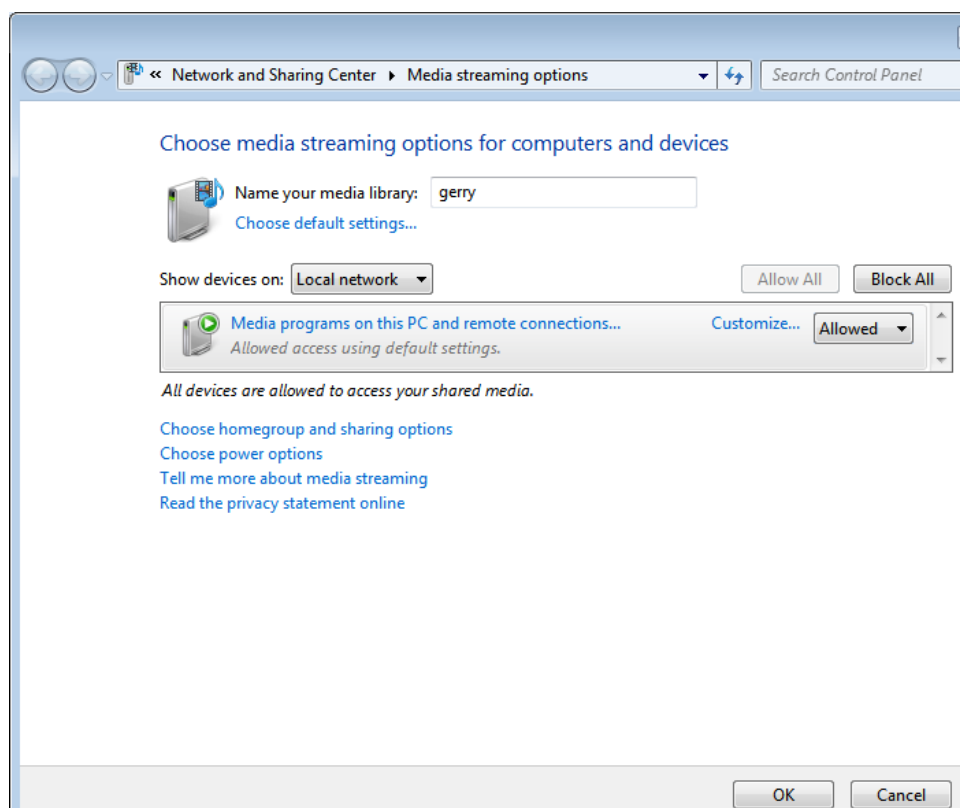 « Network and Sharing Center ▸ Media streaming options Search Control Panel
Choose media streaming options for computers and devices
Name your media library: gerry
Choose default settings...
Show devices on: Local network Allow All Block All
Media programs on this PC and remote connections... Customize... Allowed
Allowed access using default settings.
All devices are allowed to access your shared media.
Choose homegroup and sharing options
Choose power options
Tell me more about media streaming
Read the privacy statement online
OK Cancel